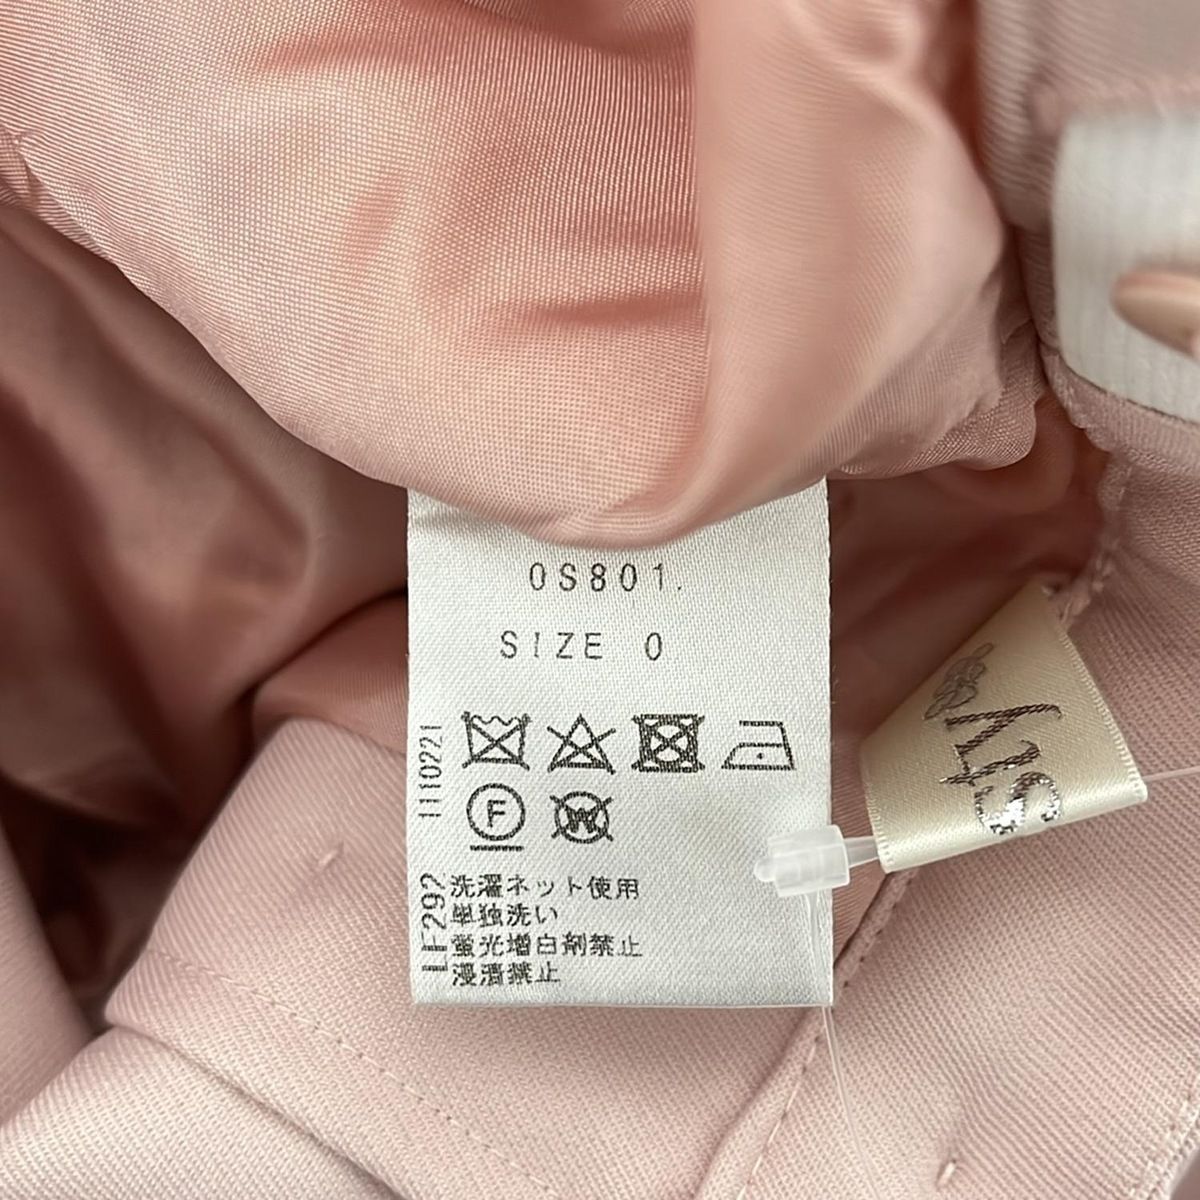 0S801.
SIZE 0
1110221
F
W
LF292
洗濯ネット使用
単独洗い
蛍光増白剤禁止
浸漬禁止